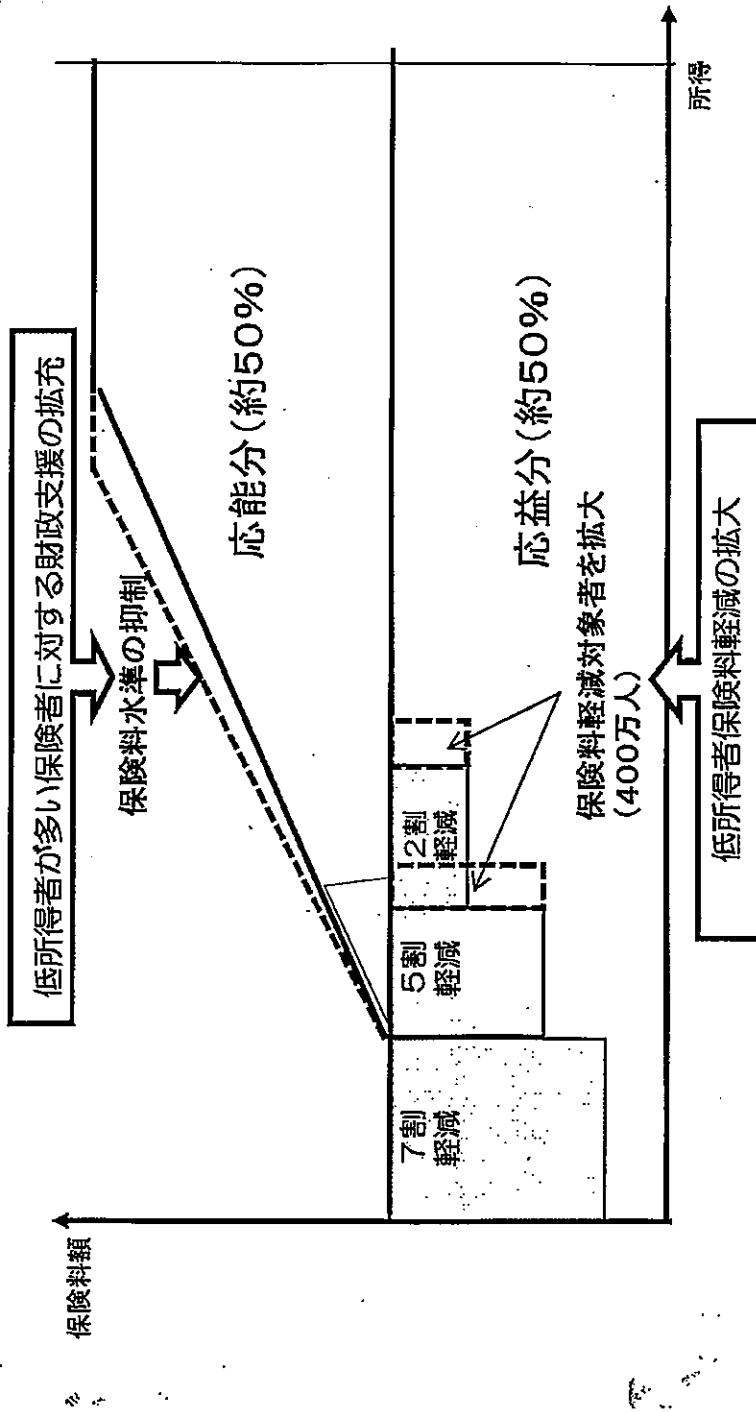 低所得者が多い保険者に対する財政支援の拡充
保険料額
保険料水準の抑制
応能分(約50%)
7割
軽減
5割
軽減
2割
軽減
応益分(約50%)
保険料軽減対象者を拡大
(400万人)
所得
低所得者保険料軽減の拡大